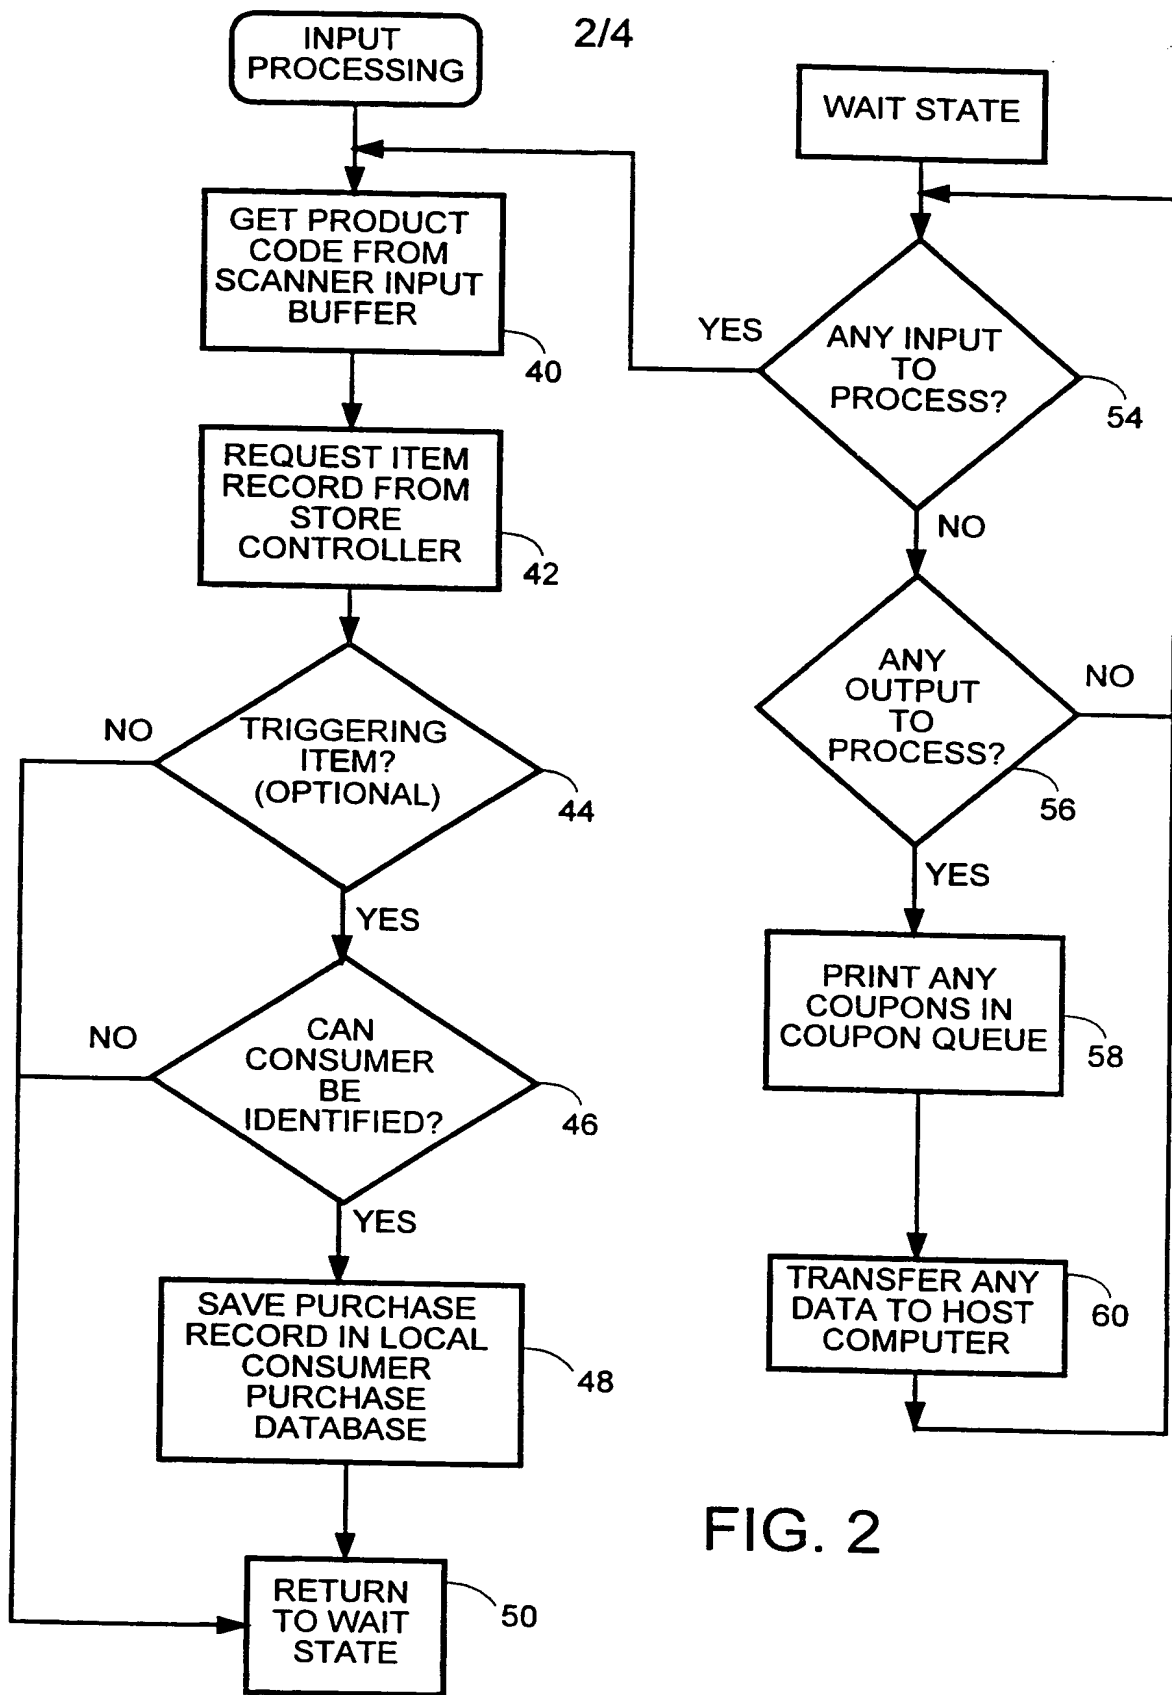 2/4
INPUT
PROCESSING
GET PRODUCT
CODE FROM
SCANNER INPUT
BUFFER
40
REQUEST ITEM
RECORD FROM
STORE
CONTROLLER
42
TRIGGERING
ITEM?
(OPTIONAL)
44
NO
YES
CAN
CONSUMER
BE
IDENTIFIED?
46
NO
YES
SAVE PURCHASE
RECORD IN LOCAL
CONSUMER
PURCHASE
DATABASE
48
RETURN
TO WAIT
STATE
50
WAIT STATE
ANY INPUT
TO
PROCESS?
54
YES
NO
ANY
OUTPUT
TO
PROCESS?
56
NO
YES
PRINT ANY
COUPONS IN
COUPON QUEUE
58
TRANSFER ANY
DATA TO HOST
COMPUTER
60
FIG. 2